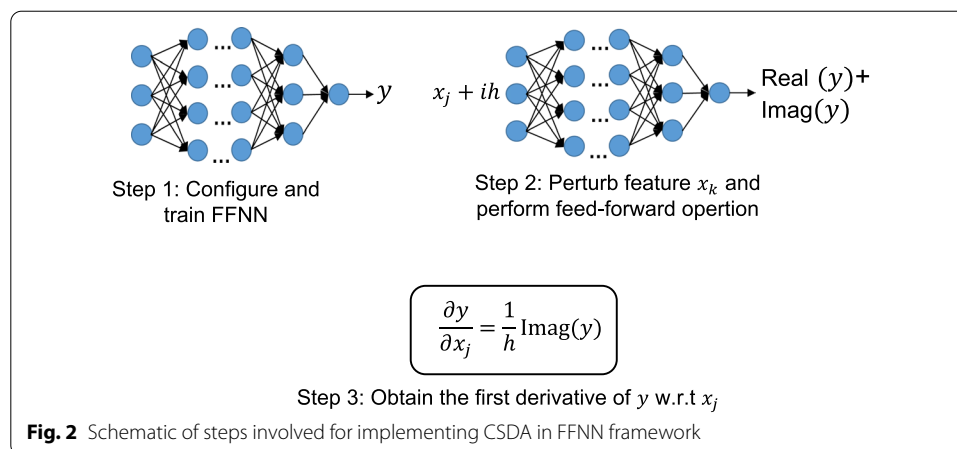 y
x_j + ih
Real (y)+
Imag(y)
Step 1: Configure and
train FFNN
Step 2: Perturb feature x_k and
perform feed-forward opertion
∂y/∂x_j = 1/h Imag(y)
Step 3: Obtain the first derivative of y w.r.t x_j
Fig. 2 Schematic of steps involved for implementing CSDA in FFNN framework